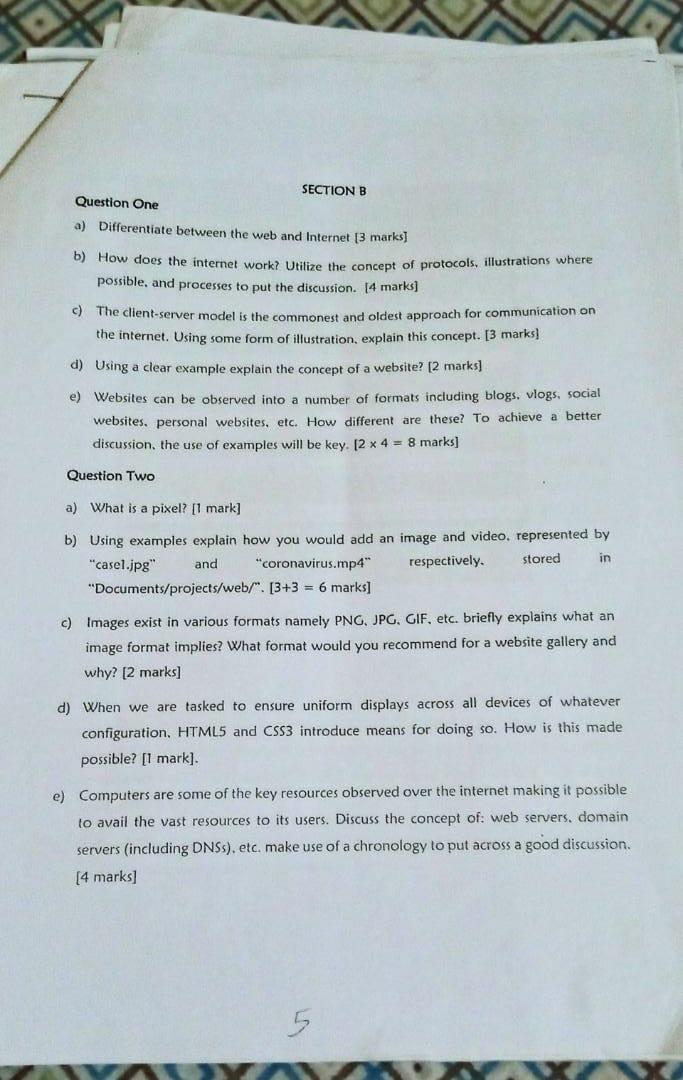 SECTION B
Question One
a) Differentiate between the web and Internet [3 marks]
b) How does the internet work? Utilize the concept of protocols, illustrations where
possible, and processes to put the discussion. [4 marks]
c) The client-server model is the commonest and oldest approach for communication on
the internet. Using some form of illustration, explain this concept. [3 marks]
d) Using a clear example explain the concept of a website? [2 marks]
e) Websites can be observed into a number of formats including blogs, vlogs, social
websites, personal websites, etc. How different are these? To achieve a better
discussion, the use of examples will be key. [2 x 4 = 8 marks]
Question Two
a) What is a pixel? [1 mark]
b) Using examples explain how you would add an image and video, represented by
"case1.jpg" and "coronavirus.mp4" respectively, stored in
"Documents/projects/web/". [3+3 = 6 marks]
c) Images exist in various formats namely PNG, JPG, GIF, etc. briefly explains what an
image format implies? What format would you recommend for a website gallery and
why? [2 marks]
d) When we are tasked to ensure uniform displays across all devices of whatever
configuration, HTML5 and CSS3 introduce means for doing so. How is this made
possible? [1 mark].
e) Computers are some of the key resources observed over the internet making it possible
to avail the vast resources to its users. Discuss the concept of: web servers, domain
servers (including DNSs), etc. make use of a chronology to put across a good discussion.
[4 marks]
5